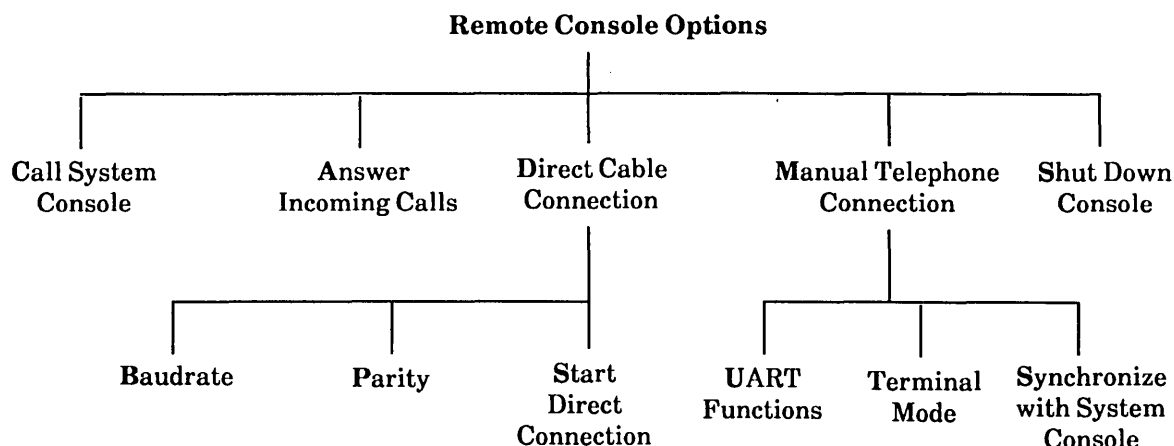 Remote Console Options
Call System
Console
Answer
Incoming Calls
Direct Cable
Connection
Manual Telephone
Connection
Shut Down
Console
Baudrate
Parity
Start
Direct
Connection
UART
Functions
Terminal
Mode
Synchronize
with System
Console